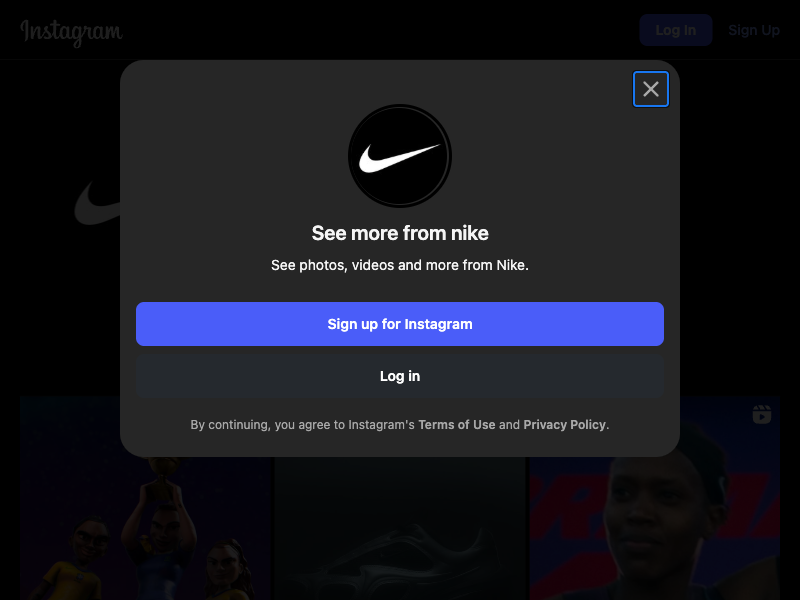 Instagram
Log In
Sign Up
See more from nike
See photos, videos and more from Nike.
Sign up for Instagram
Log in
By continuing, you agree to Instagram's Terms of Use and Privacy Policy.